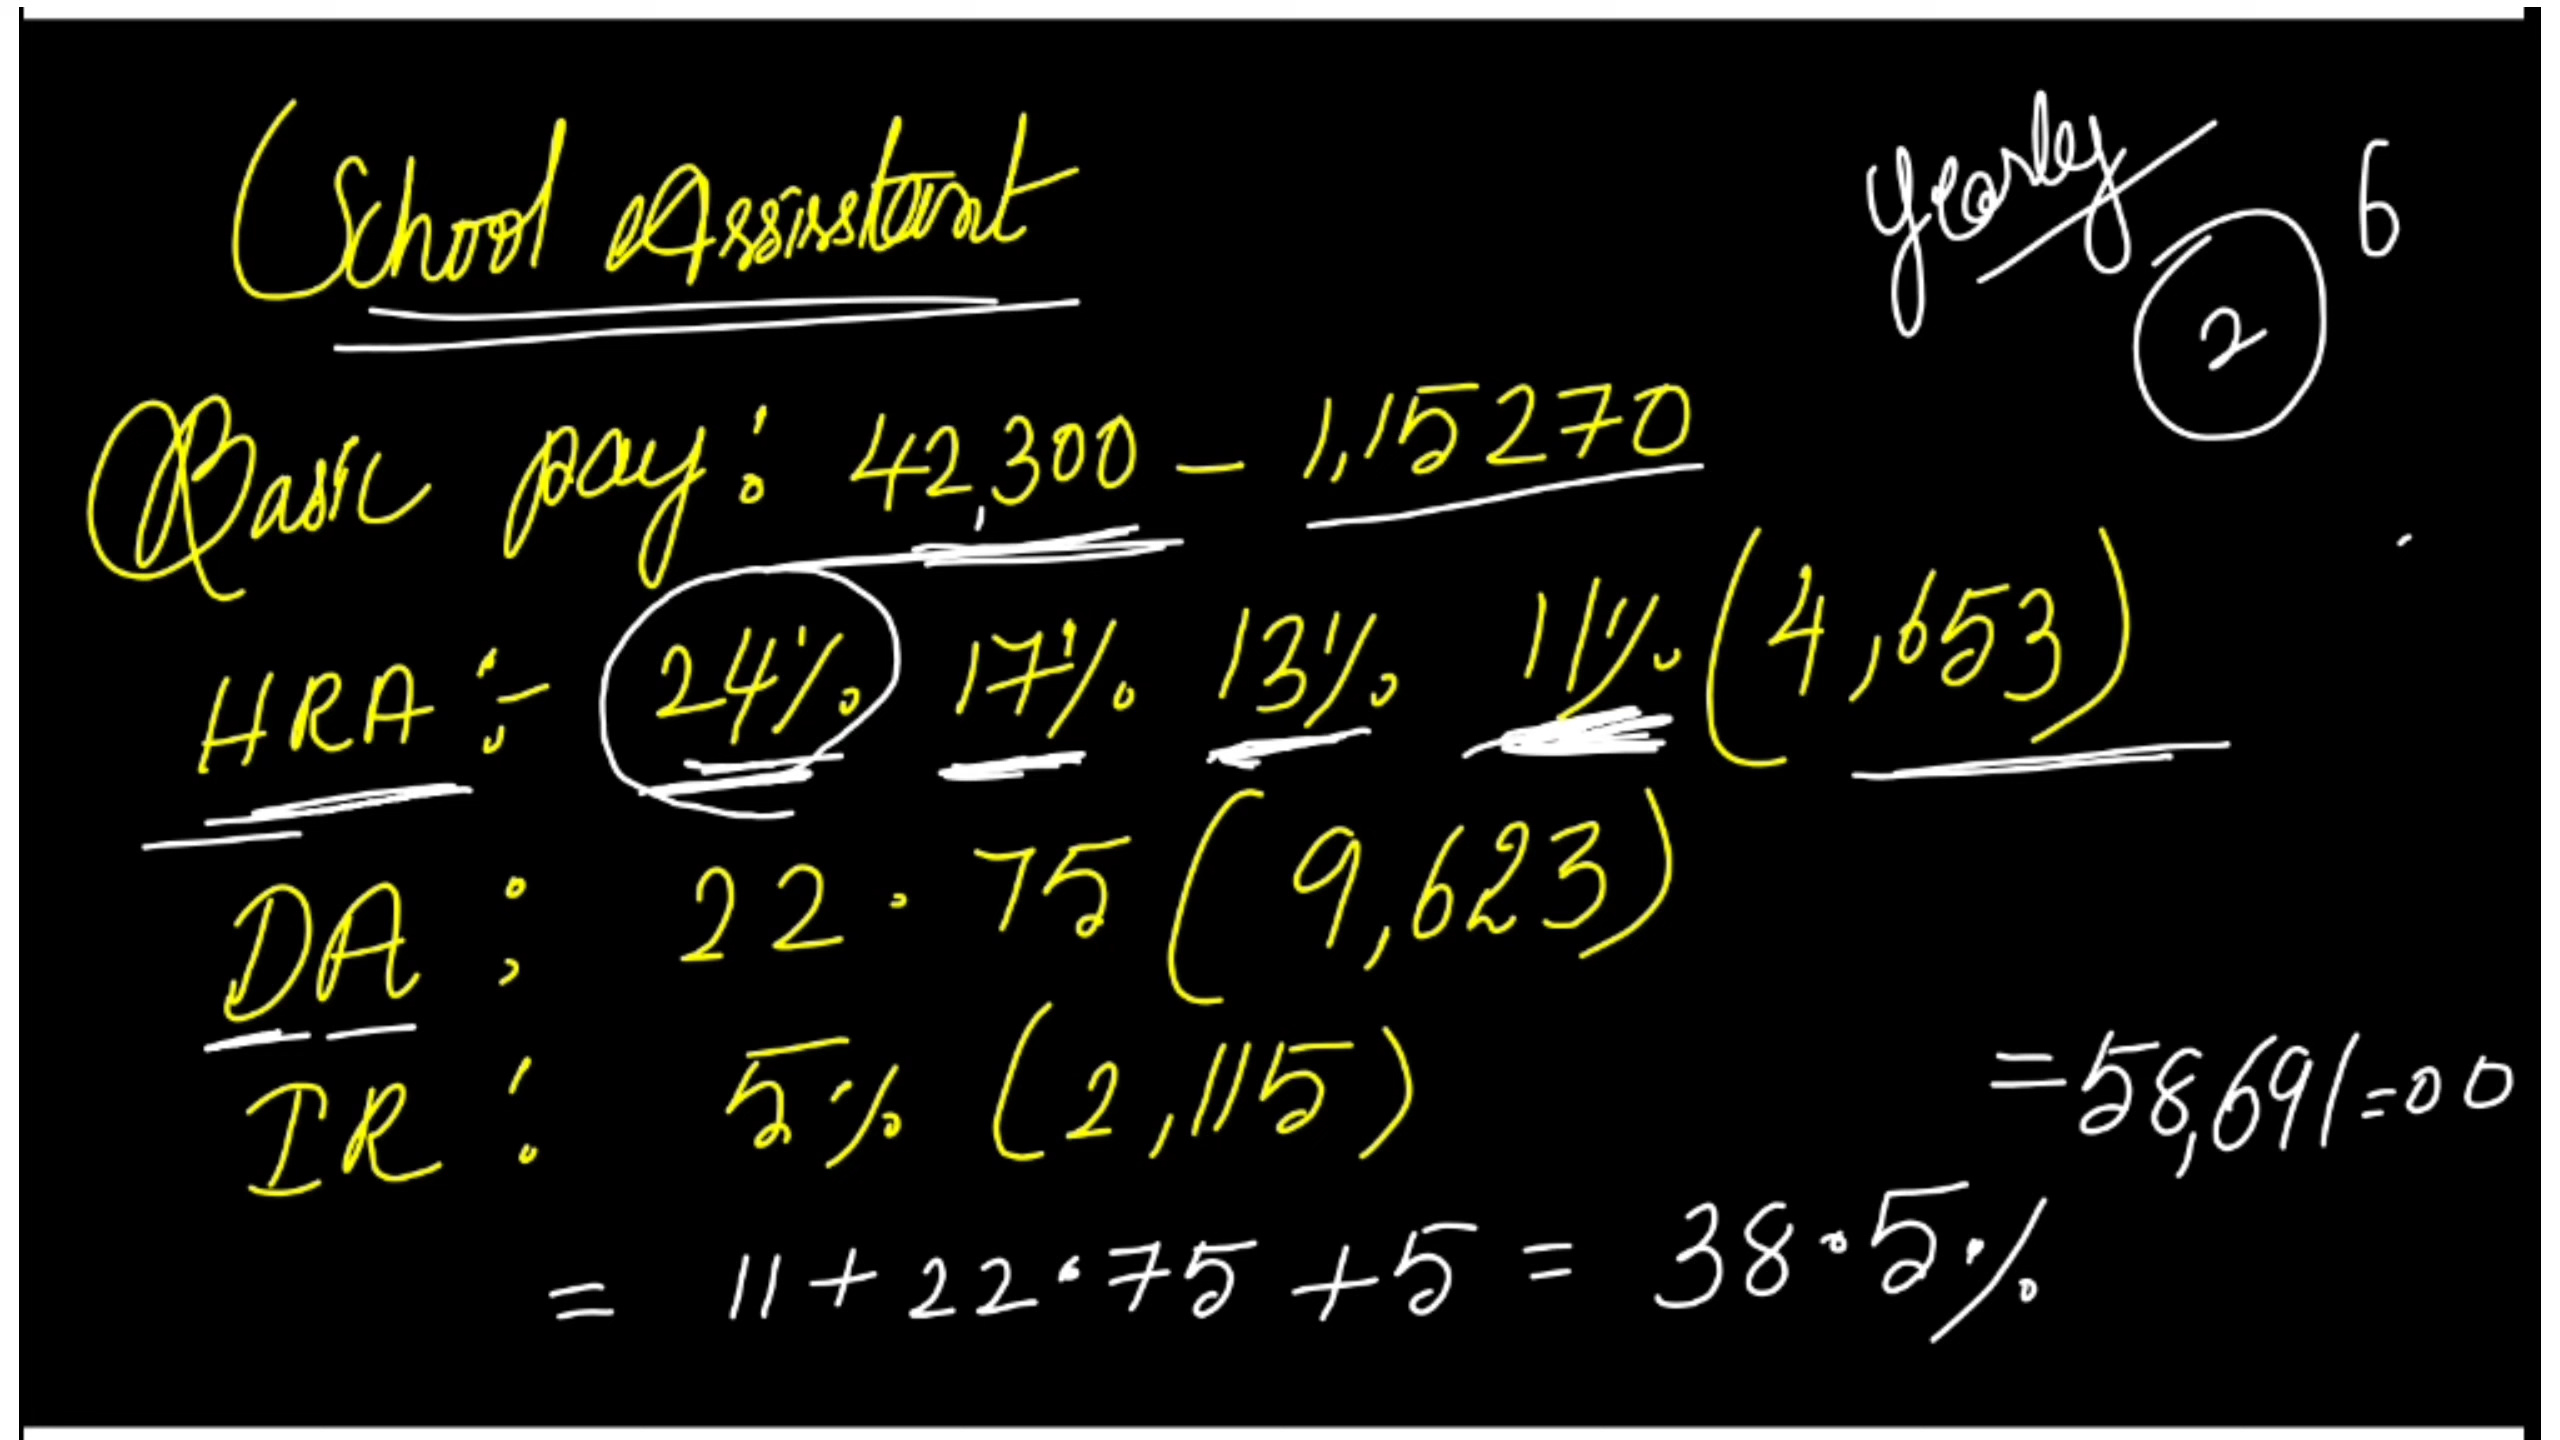 School Assisstant
Yearly 6
2
Basic pay: 42,300 - 1,15270
HRA :- 24% 17% 13% 11% (4,653)
DA : 22.75 (9,623)
IR : 5% (2,115)
=58,691=00
= 11+22.75+5 = 38.5%